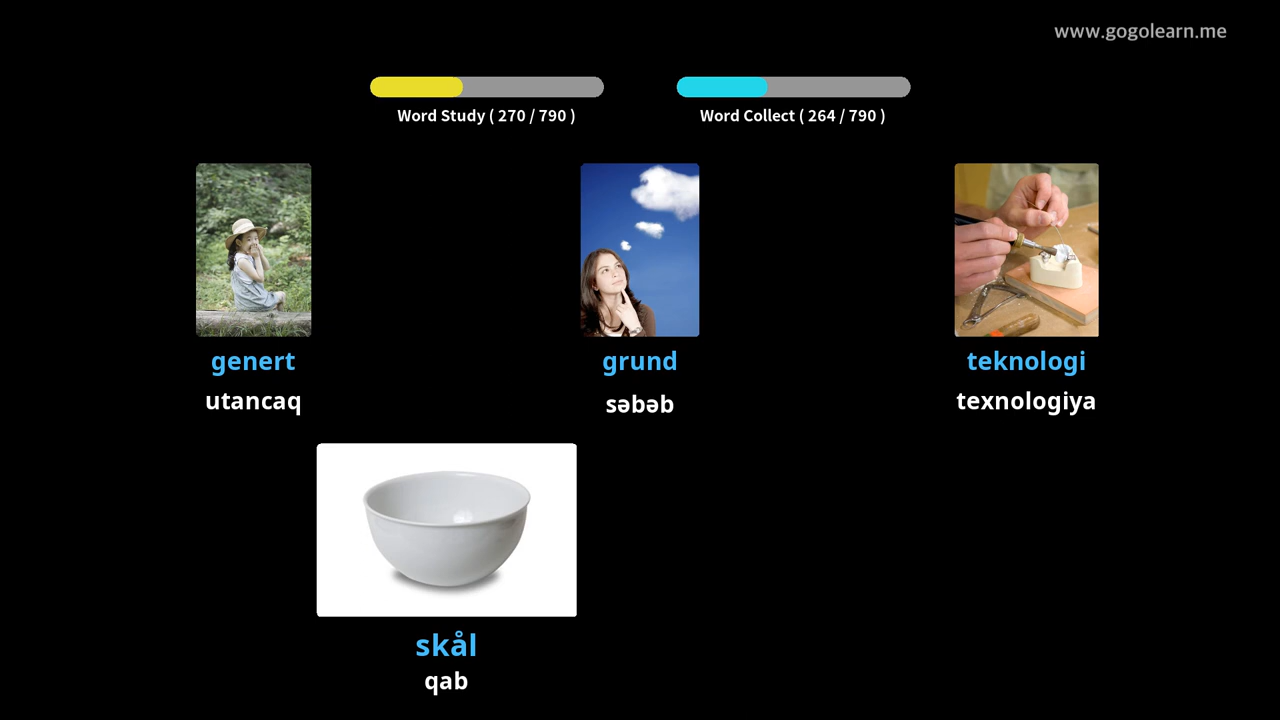 www.gogolearn.me
Word Study ( 270 / 790 )
Word Collect ( 264 / 790 )
genert
utancaq
grund
səbəb
teknologi
texnologiya
skål
qab